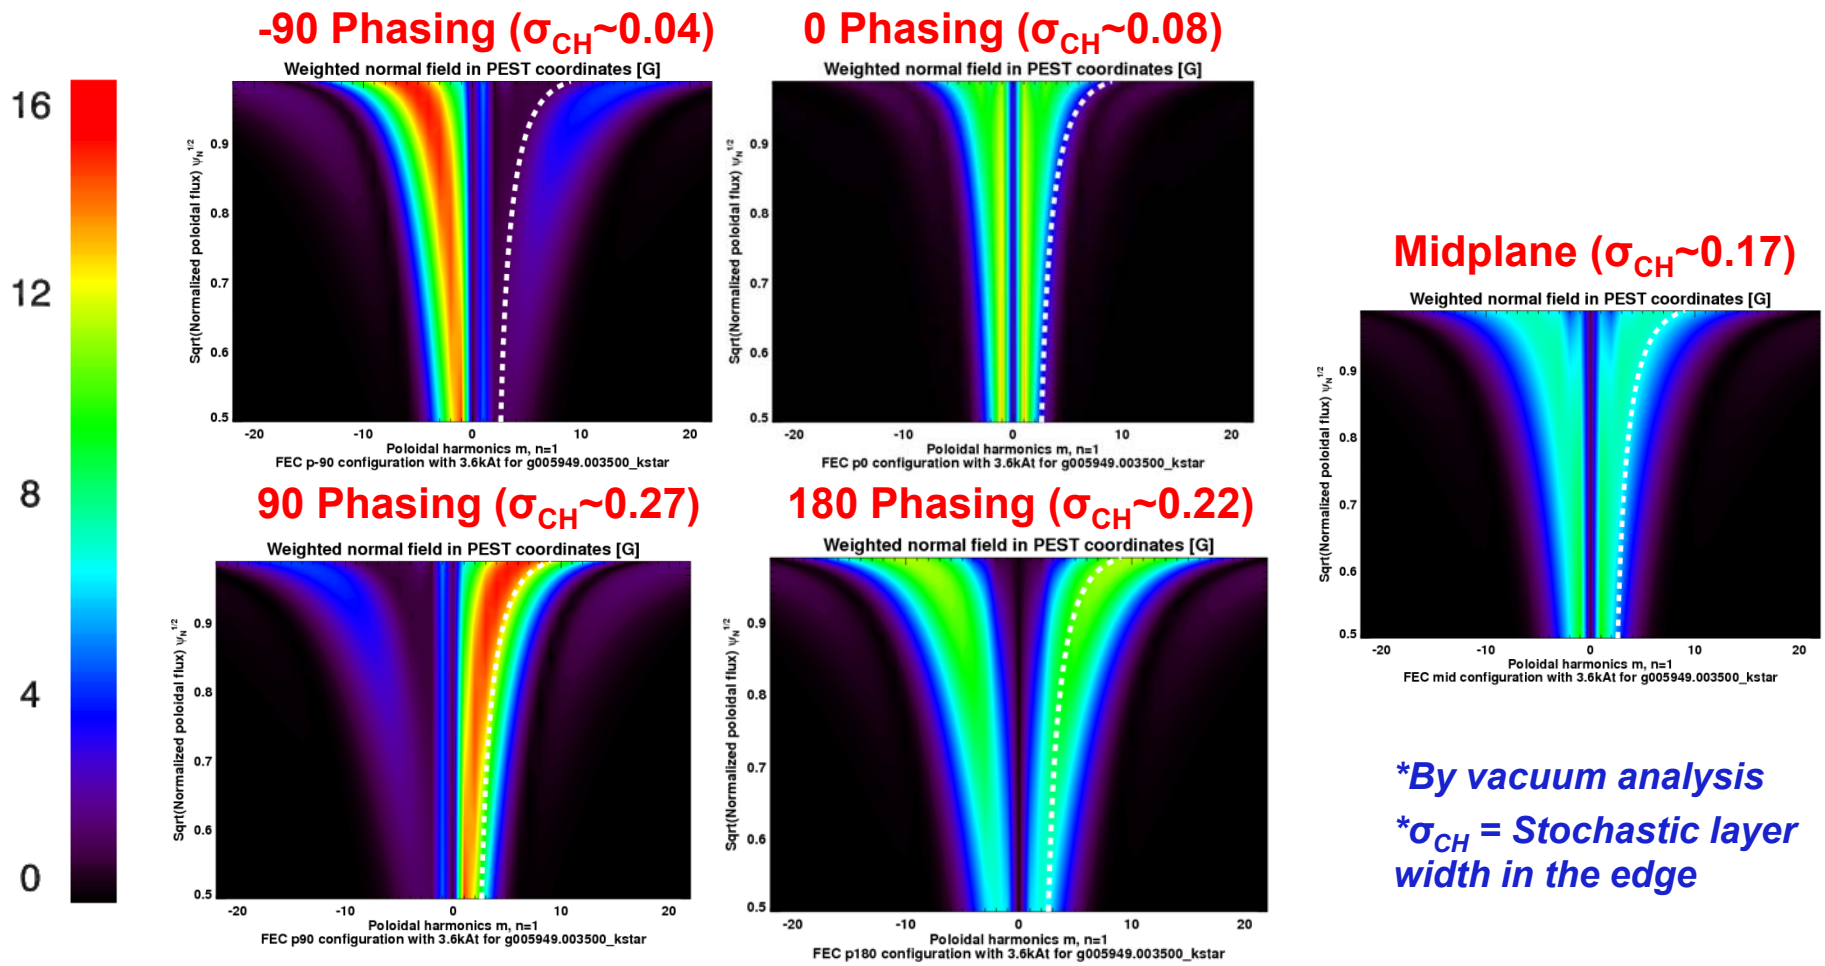 16
12
8
4
0
-90 Phasing (σCH~0.04)
Weighted normal field in PEST coordinates [G]
Sqrt(Normalized poloidal flux) ψN^1/2
0.9
0.8
0.7
0.6
0.5
-20 -10 0 10 20
Poloidal harmonics m, n=1
FEC p-90 configuration with 3.6kAt for g005949.003500_kstar
0 Phasing (σCH~0.08)
Weighted normal field in PEST coordinates [G]
Sqrt(Normalized poloidal flux) ψN^1/2
0.9
0.8
0.7
0.6
0.5
-20 -10 0 10 20
Poloidal harmonics m, n=1
FEC p0 configuration with 3.6kAt for g005949.003500_kstar
90 Phasing (σCH~0.27)
Weighted normal field in PEST coordinates [G]
Sqrt(Normalized poloidal flux) ψN^1/2
0.9
0.8
0.7
0.6
0.5
-20 -10 0 10 20
Poloidal harmonics m, n=1
FEC p90 configuration with 3.6kAt for g005949.003500_kstar
180 Phasing (σCH~0.22)
Weighted normal field in PEST coordinates [G]
Sqrt(Normalized poloidal flux) ψN^1/2
0.9
0.8
0.7
0.6
0.5
-20 -10 0 10 20
Poloidal harmonics m, n=1
FEC p180 configuration with 3.6kAt for g005949.003500_kstar
Midplane (σCH~0.17)
Weighted normal field in PEST coordinates [G]
Sqrt(Normalized poloidal flux) ψN^1/2
0.9
0.8
0.7
0.6
0.5
-20 -10 0 10 20
Poloidal harmonics m, n=1
FEC mid configuration with 3.6kAt for g005949.003500_kstar
*By vacuum analysis
*σCH = Stochastic layer
width in the edge